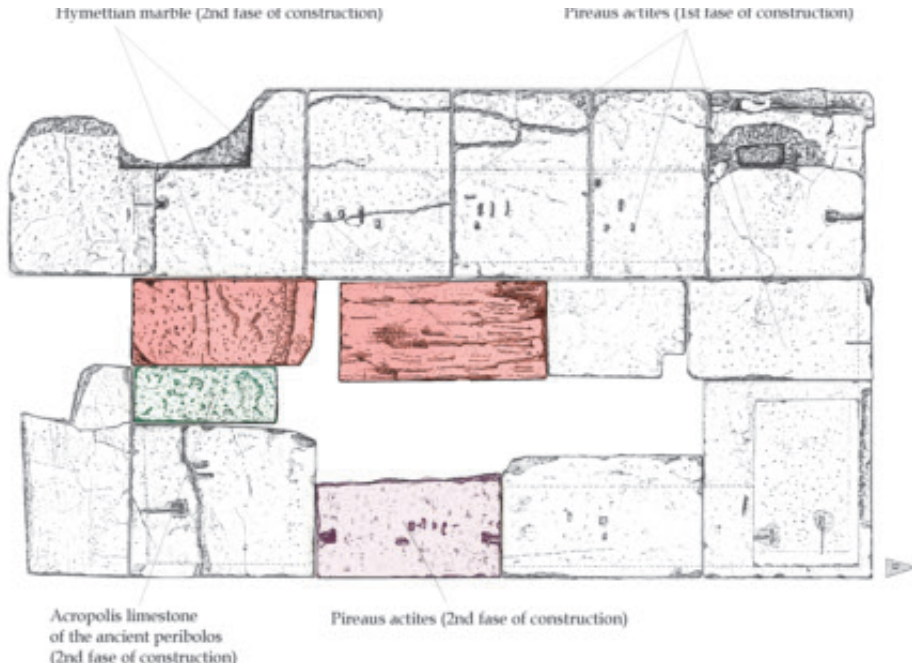 Hymettian marble (2nd fase of construction)
Pireaus actites (1st fase of construction)
Acropolis limestone
of the ancient peribolos
(2nd fase of construction)
Pireaus actites (2nd fase of construction)